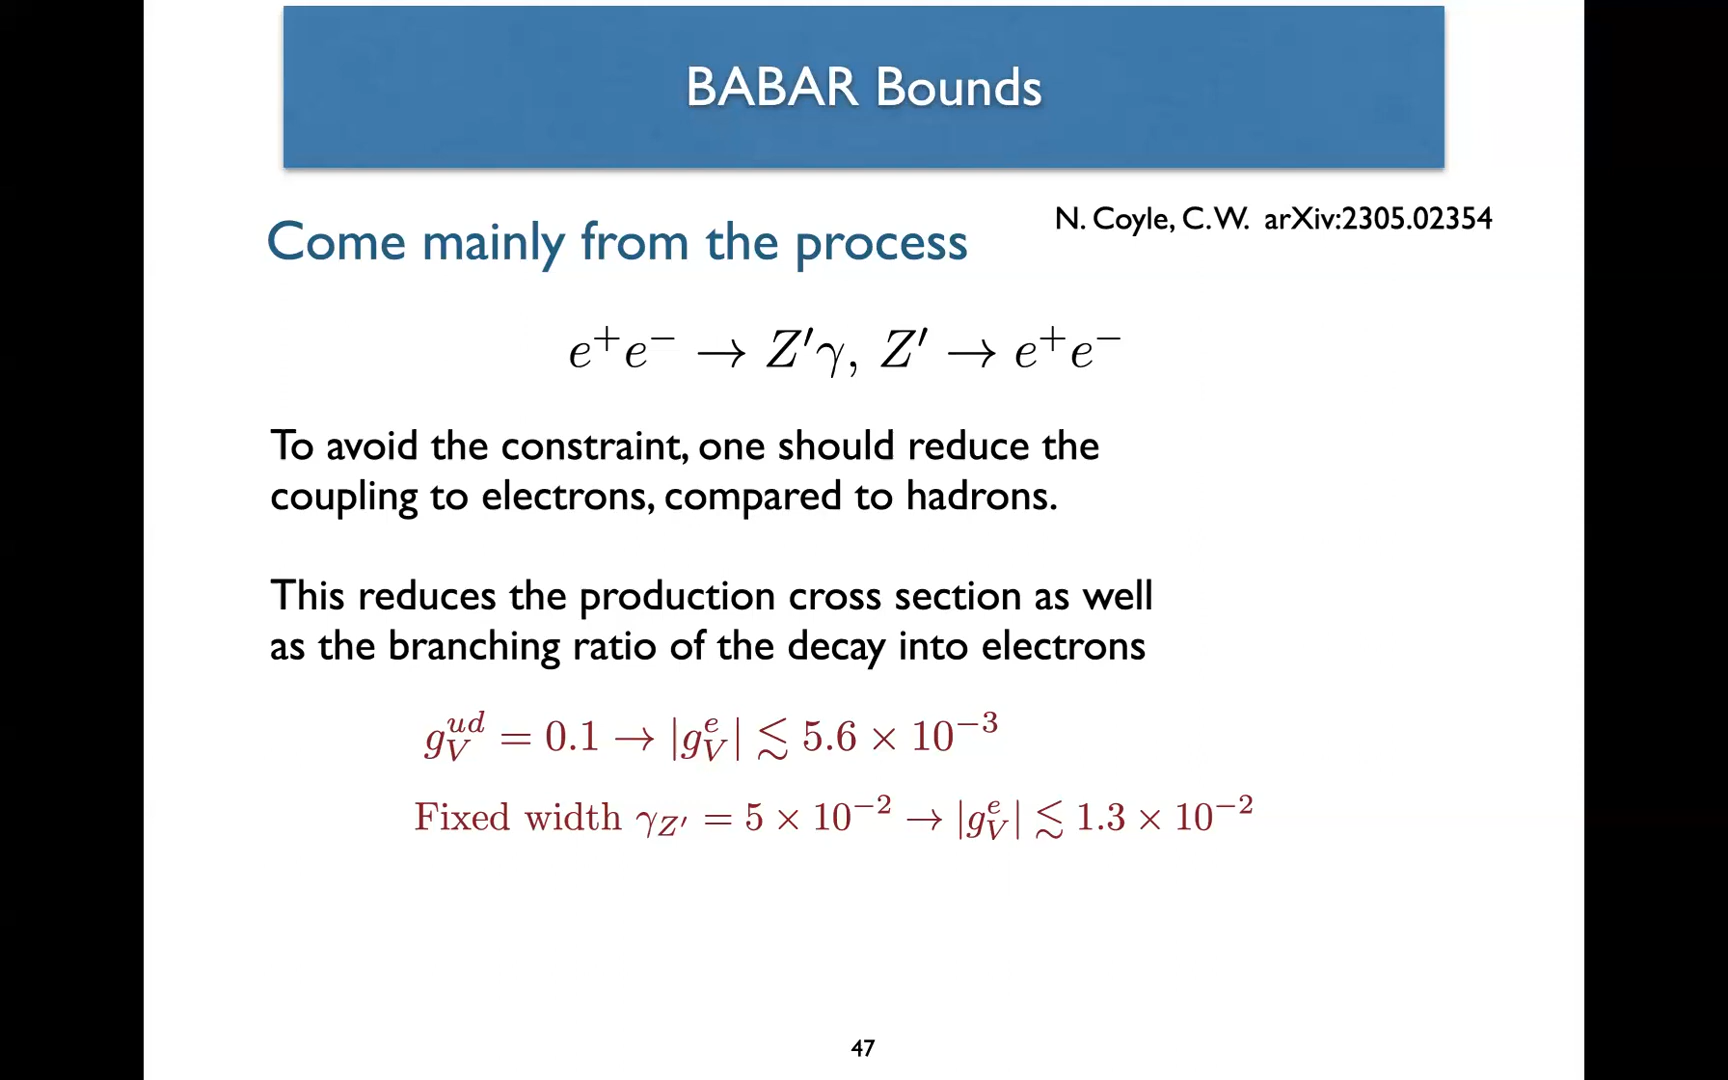 BABAR Bounds
N. Coyle, C.W. arXiv:2305.02354
Come mainly from the process
e⁺e⁻ → Z′γ, Z′ → e⁺e⁻
To avoid the constraint, one should reduce the
coupling to electrons, compared to hadrons.
This reduces the production cross section as well
as the branching ratio of the decay into electrons
g_V^{ud} = 0.1 → |g_V^e| ≲ 5.6 × 10⁻³
Fixed width γ_{Z′} = 5 × 10⁻² → |g_V^e| ≲ 1.3 × 10⁻²
47